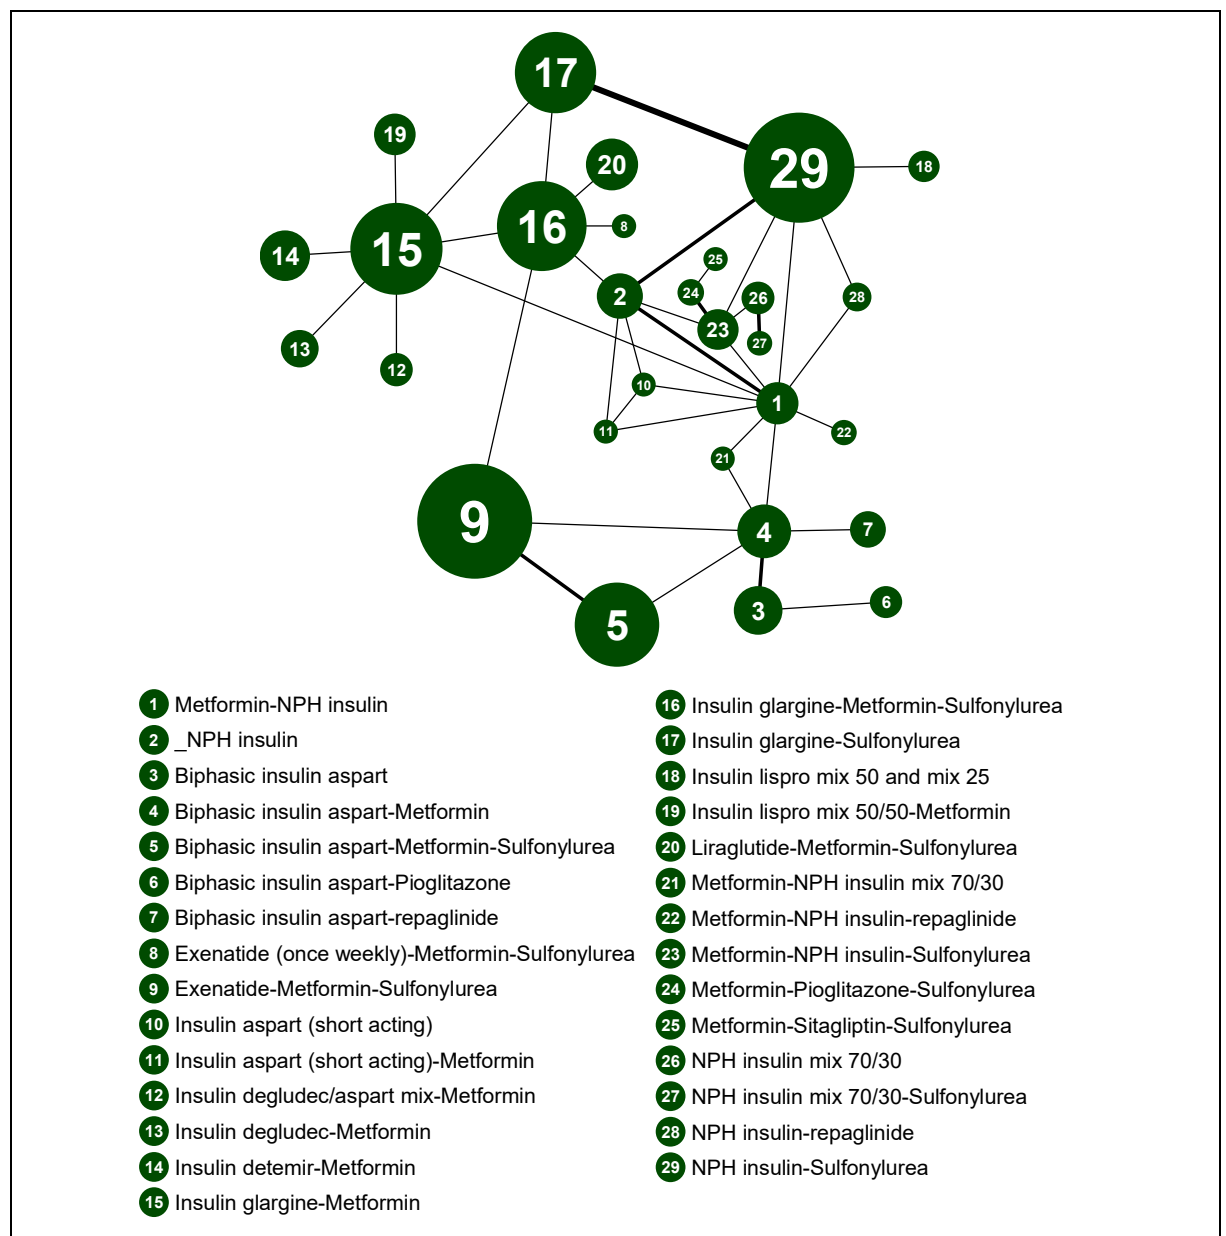 17
29
19
20
18
16
8
15
14
25
2
24
26
28
23
27
13
12
10
1
11
22
21
9
4
7
3
6
5
1 Metformin-NPH insulin
2 _NPH insulin
3 Biphasic insulin aspart
4 Biphasic insulin aspart-Metformin
5 Biphasic insulin aspart-Metformin-Sulfonylurea
6 Biphasic insulin aspart-Pioglitazone
7 Biphasic insulin aspart-repaglinide
8 Exenatide (once weekly)-Metformin-Sulfonylurea
9 Exenatide-Metformin-Sulfonylurea
10 Insulin aspart (short acting)
11 Insulin aspart (short acting)-Metformin
12 Insulin degludec/aspart mix-Metformin
13 Insulin degludec-Metformin
14 Insulin detemir-Metformin
15 Insulin glargine-Metformin
16 Insulin glargine-Metformin-Sulfonylurea
17 Insulin glargine-Sulfonylurea
18 Insulin lispro mix 50 and mix 25
19 Insulin lispro mix 50/50-Metformin
20 Liraglutide-Metformin-Sulfonylurea
21 Metformin-NPH insulin mix 70/30
22 Metformin-NPH insulin-repaglinide
23 Metformin-NPH insulin-Sulfonylurea
24 Metformin-Pioglitazone-Sulfonylurea
25 Metformin-Sitagliptin-Sulfonylurea
26 NPH insulin mix 70/30
27 NPH insulin mix 70/30-Sulfonylurea
28 NPH insulin-repaglinide
29 NPH insulin-Sulfonylurea